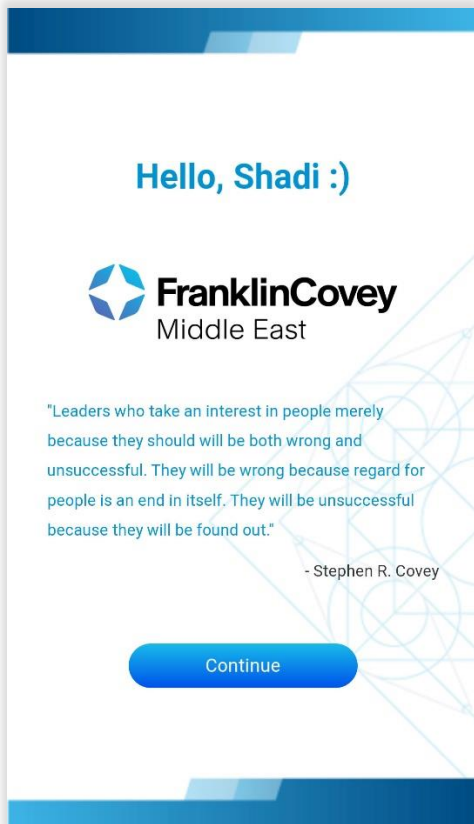 Hello, Shadi :)
FranklinCovey
Middle East
"Leaders who take an interest in people merely
because they should will be both wrong and
unsuccessful. They will be wrong because regard for
people is an end in itself. They will be unsuccessful
because they will be found out."
- Stephen R. Covey
Continue